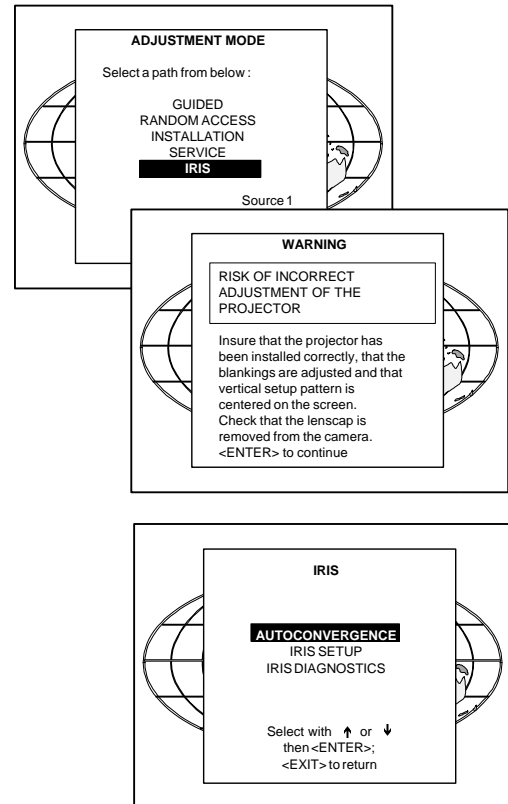 ADJUSTMENT MODE
Select a path from below :
GUIDED
RANDOM ACCESS
INSTALLATION
SERVICE
IRIS
Source 1
WARNING
RISK OF INCORRECT
ADJUSTMENT OF THE
PROJECTOR
Insure that the projector has
been installed correctly, that the
blankings are adjusted and that
vertical setup pattern is
centered on the screen.
Check that the lenscap is
removed from the camera.
<ENTER> to continue
IRIS
AUTOCONVERGENCE
IRIS SETUP
IRIS DIAGNOSTICS
Select with ↑ or ↓
then <ENTER>;
<EXIT> to return